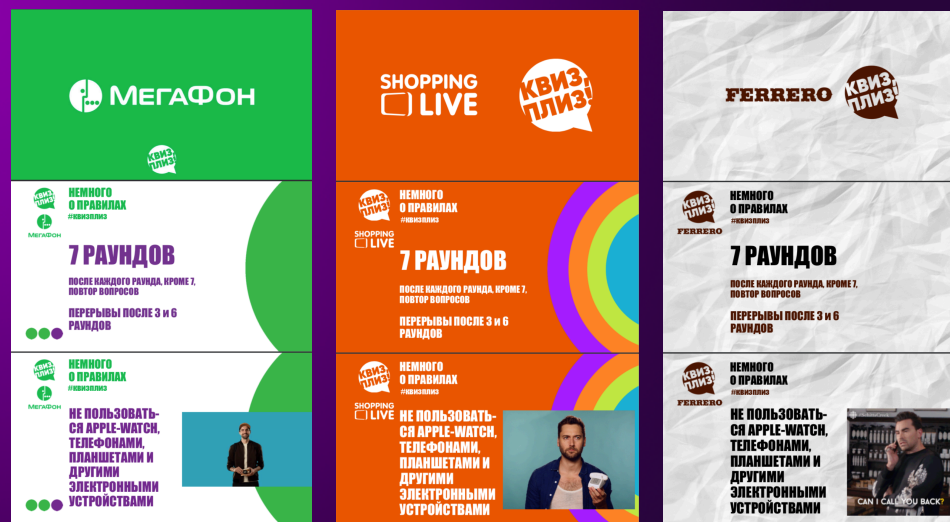 МЕГАФОН
КВИЗ,
ПЛИЗ!
КВИЗ,
ПЛИЗ!
МЕГАФОН
НЕМНОГО
О ПРАВИЛАХ
#КВИЗПЛИЗ
7 РАУНДОВ
ПОСЛЕ КАЖДОГО РАУНДА, КРОМЕ 7,
ПОВТОР ВОПРОСОВ
ПЕРЕРЫВЫ ПОСЛЕ 3 и 6
РАУНДОВ
КВИЗ,
ПЛИЗ!
МЕГАФОН
НЕМНОГО
О ПРАВИЛАХ
#КВИЗПЛИЗ
НЕ ПОЛЬЗОВАТЬ-
СЯ APPLE-WATCH,
ТЕЛЕФОНАМИ,
ПЛАНШЕТАМИ И
ДРУГИМИ
ЭЛЕКТРОННЫМИ
УСТРОЙСТВАМИ
SHOPPING
LIVE
КВИЗ,
ПЛИЗ!
КВИЗ,
ПЛИЗ!
SHOPPING
LIVE
НЕМНОГО
О ПРАВИЛАХ
#КВИЗПЛИЗ
7 РАУНДОВ
ПОСЛЕ КАЖДОГО РАУНДА, КРОМЕ 7,
ПОВТОР ВОПРОСОВ
ПЕРЕРЫВЫ ПОСЛЕ 3 и 6
РАУНДОВ
КВИЗ,
ПЛИЗ!
SHOPPING
LIVE
НЕМНОГО
О ПРАВИЛАХ
#КВИЗПЛИЗ
НЕ ПОЛЬЗОВАТЬ-
СЯ APPLE-WATCH,
ТЕЛЕФОНАМИ,
ПЛАНШЕТАМИ И
ДРУГИМИ
ЭЛЕКТРОННЫМИ
УСТРОЙСТВАМИ
FERRERO
КВИЗ,
ПЛИЗ!
КВИЗ,
ПЛИЗ!
FERRERO
НЕМНОГО
О ПРАВИЛАХ
#КВИЗПЛИЗ
7 РАУНДОВ
ПОСЛЕ КАЖДОГО РАУНДА, КРОМЕ 7,
ПОВТОР ВОПРОСОВ
ПЕРЕРЫВЫ ПОСЛЕ 3 и 6
РАУНДОВ
КВИЗ,
ПЛИЗ!
FERRERO
НЕМНОГО
О ПРАВИЛАХ
#КВИЗПЛИЗ
НЕ ПОЛЬЗОВАТЬ-
СЯ APPLE-WATCH,
ТЕЛЕФОНАМИ,
ПЛАНШЕТАМИ И
ДРУГИМИ
ЭЛЕКТРОННЫМИ
УСТРОЙСТВАМИ
CAN I CALL YOU BACK?